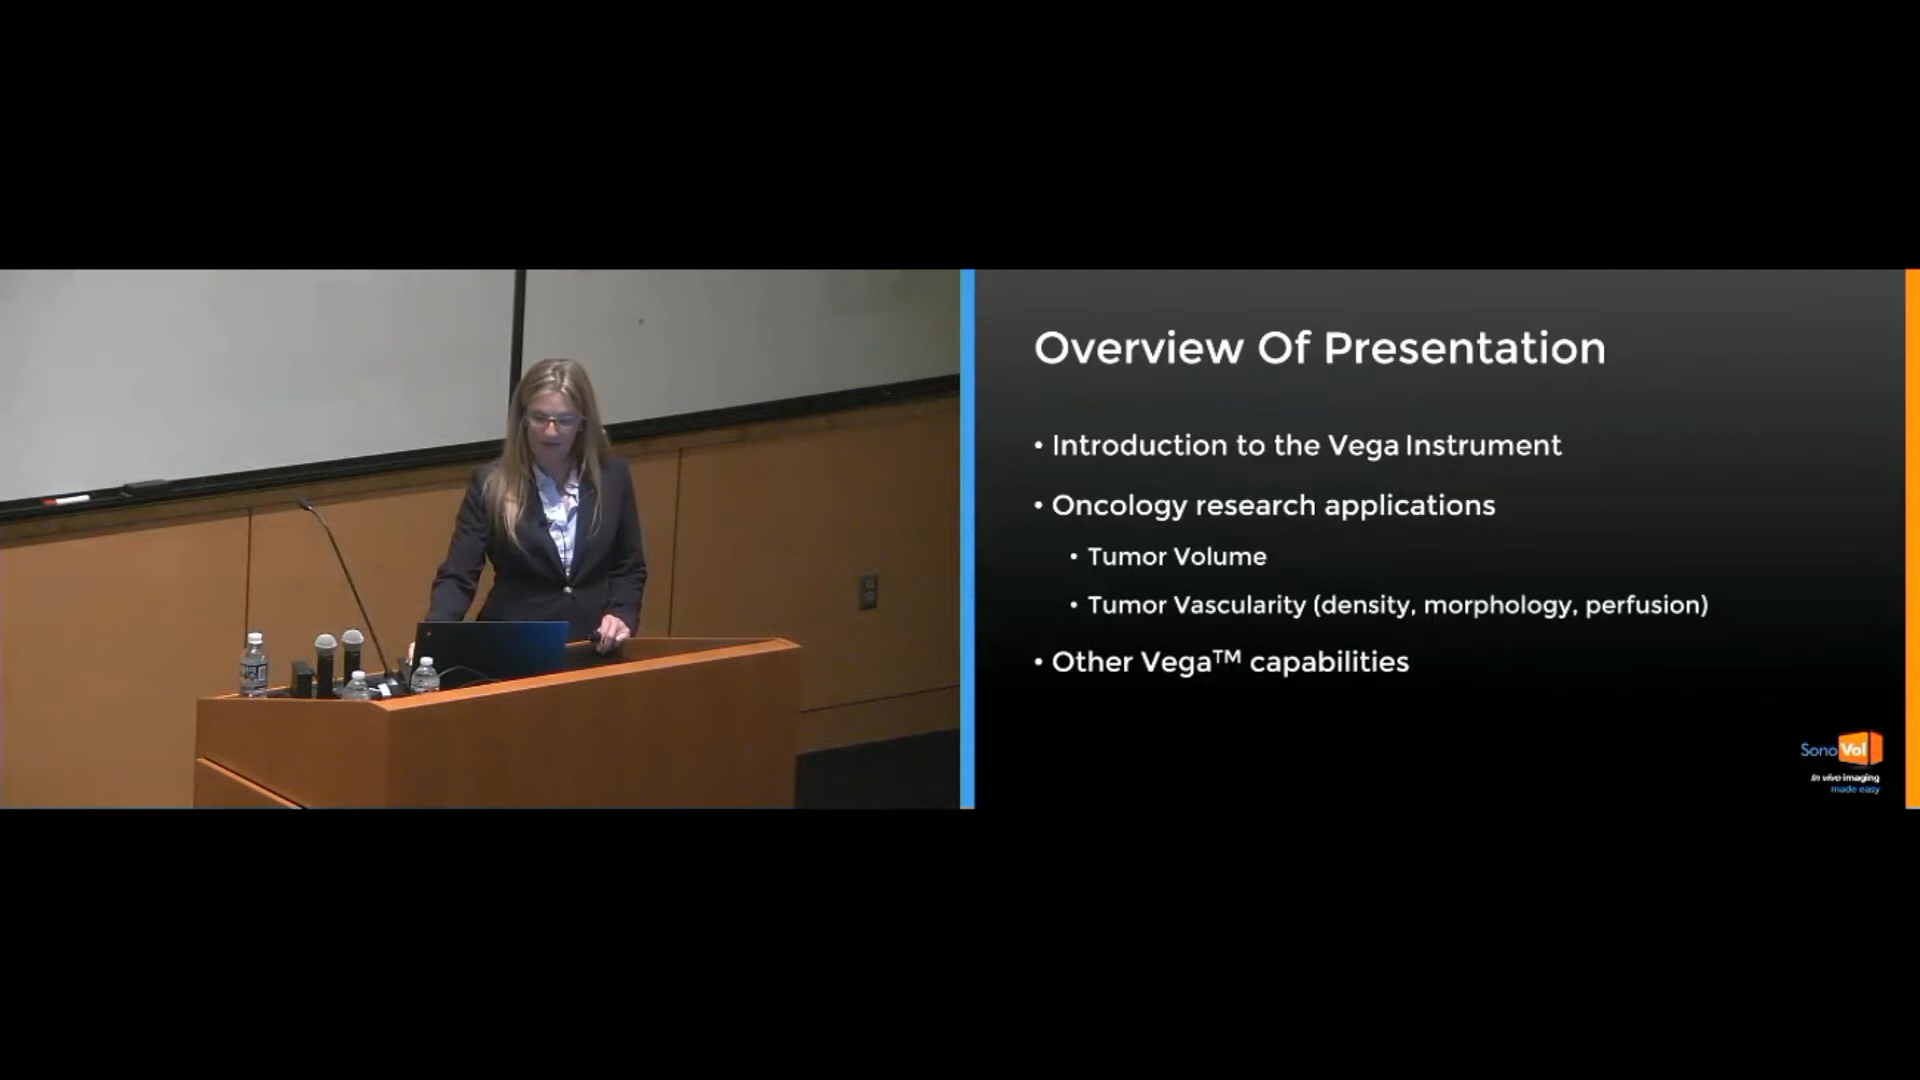 Overview Of Presentation
• Introduction to the Vega Instrument
• Oncology research applications
• Tumor Volume
• Tumor Vascularity (density, morphology, perfusion)
• Other Vega™ capabilities
SonoVol
In vivo imaging
made easy